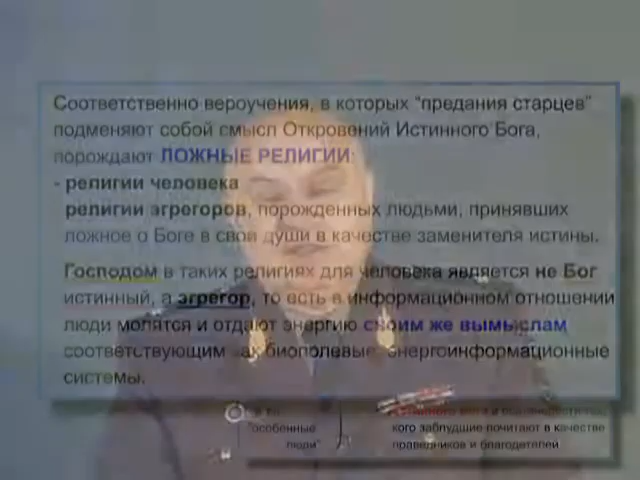 Соответственно вероучения, в которых "предания старцев"
подменяют собой смысл Откровений Истинного Бога,
порождают ЛОЖНЫЕ РЕЛИГИИ:
- религии человека
религии эгрегоров, порожденных людьми, принявших
ложное о Боге в свои души в качестве заменителя истины.
Господом в таких религиях для человека является не Бог
истинный, а эгрегор, то есть в информационном отношении
люди молятся и отдают энергию своим же вымыслам
соответствующим как биополевые энергоинформационные
системы.
"особенные
люди"
кого заблудшие почитают в качестве
праведников и благодетелей